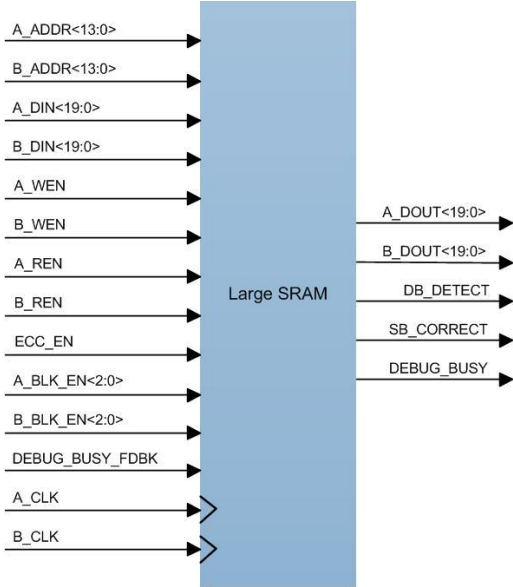 A_ADDR<13:0>
B_ADDR<13:0>
A_DIN<19:0>
B_DIN<19:0>
A_WEN
B_WEN
A_REN
B_REN
ECC_EN
A_BLK_EN<2:0>
B_BLK_EN<2:0>
DEBUG_BUSY_FDBK
A_CLK
B_CLK
Large SRAM
A_DOUT<19:0>
B_DOUT<19:0>
DB_DETECT
SB_CORRECT
DEBUG_BUSY